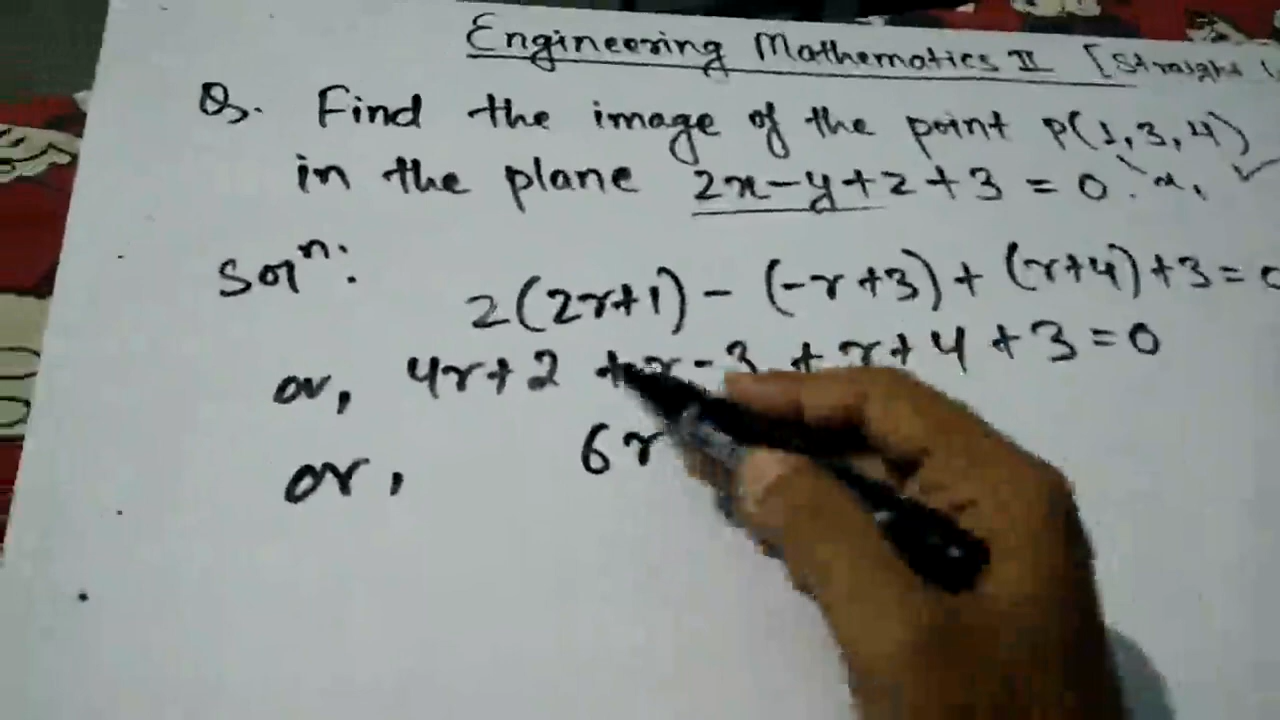 Engineering Mathematics II [Straight
Q. Find the image of the point P(1,3,4)
in the plane 2x-y+z+3=0.
Solⁿ:
2(2r+1) - (-r+3) + (r+4) + 3 =
or, 4r+2 +r-3 + r+4 +3 = 0
or, 6r